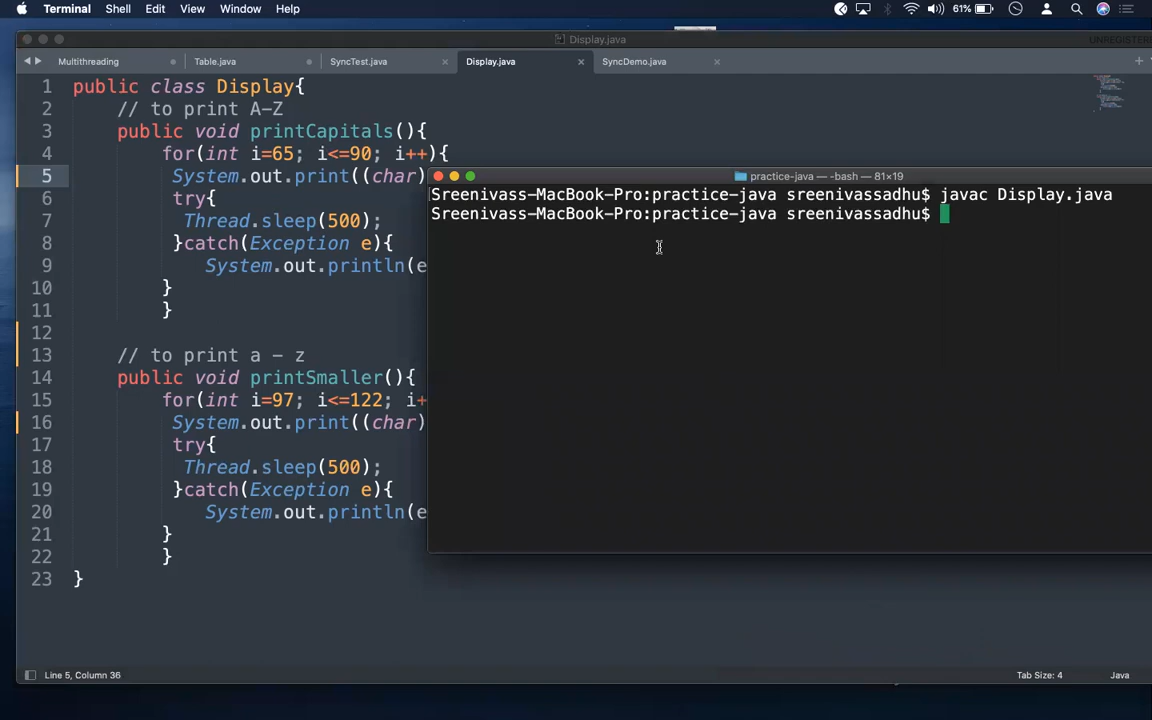 Terminal Shell Edit View Window Help 61%
Display.java UNREGISTERE
Multithreading Table.java SyncTest.java Display.java SyncDemo.java
1 public class Display{
2 // to print A-Z
3 public void printCapitals(){
4 for(int i=65; i<=90; i++){
5 System.out.print((char)
6 try{
7 Thread.sleep(500);
8 }catch(Exception e){
9 System.out.println(e
10 }
11 }
12
13 // to print a - z
14 public void printSmaller(){
15 for(int i=97; i<=122; i+
16 System.out.print((char)
17 try{
18 Thread.sleep(500);
19 }catch(Exception e){
20 System.out.println(e
21 }
22 }
23 }
practice-java — -bash — 81×19
Sreenivass-MacBook-Pro:practice-java sreenivassadhu$ javac Display.java
Sreenivass-MacBook-Pro:practice-java sreenivassadhu$
Line 5, Column 36 Tab Size: 4 Java